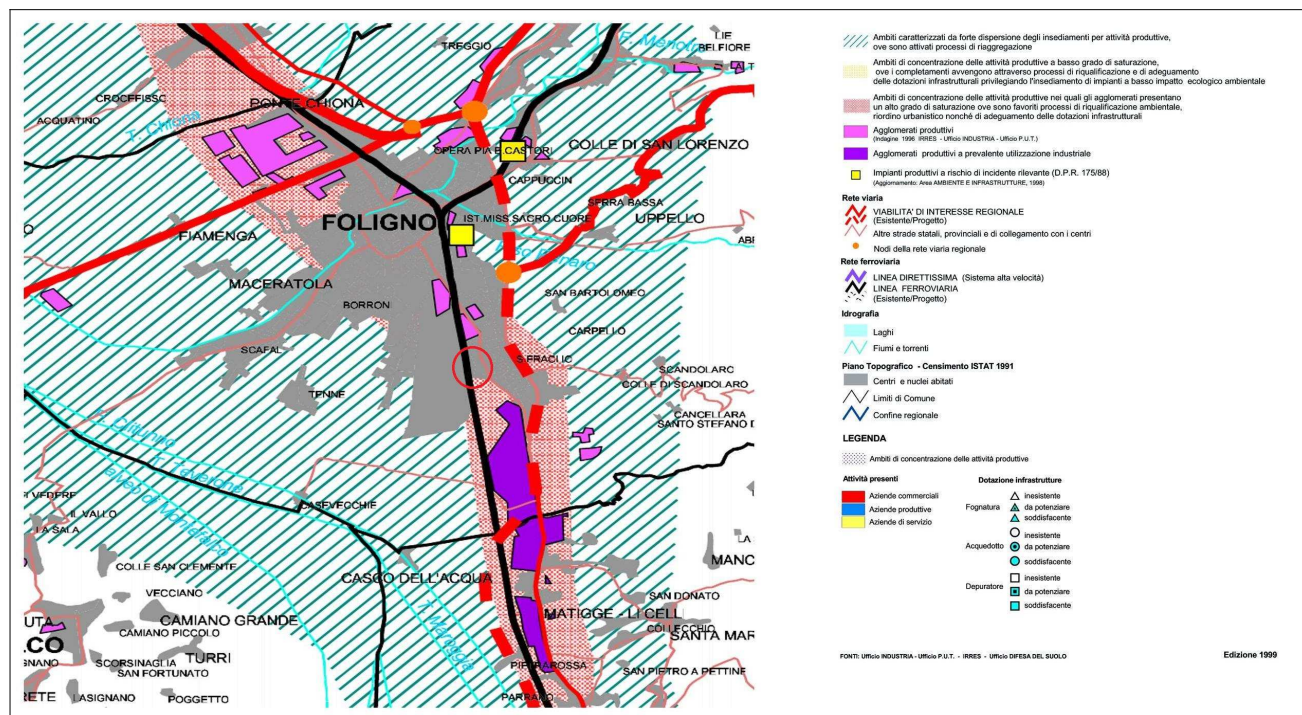 TREGGIO
F. Menotre
LIE
BELFIORE
CROCEFISSO
PONTE CHIONA
ACQUATINO
T. Chiona
OPERA PIA B.CASTORI
COLLE DI SAN LORENZO
CAPPUCCIN
SERRA BASSA
FOLIGNO
IST.MISS.SACRO CUORE
UPPELLO
FIAMENGA
MACERATOLA
SAN BARTOLOMEO
BORRONI
CARPELLO
SCAFAL
S.ERACLIO
SCANDOLARO
COLLE DI SCANDOLARO
TENNE
CANCELLARA
SANTO STEFANO D
T. Teverone
alveo di Montefalco
CASEVECCHIE
IL VALLO
LA SALA
LA
MANC
COLLE SAN CLEMENTE
CASCO DELL'ACQUA
VECCIANO
SAN DONATO
MATIGGE - LI CELL
UTA
CAMIANO GRANDE
COLLECCHIO
CAMIANO PICCOLO
SANTA MAR
CO
T. Maroggia
TURRI
GNANO
SCORSINAGLIA
SAN FORTUNATO
PIETRAROSSA
SAN PIETRO A PETTINE
RETE
LASIGNANO
POGGETTO
PARRANO
Ambiti caratterizzati da forte dispersione degli insediamenti per attività produttive,
ove sono attivati processi di riaggregazione
Ambiti di concentrazione delle attività produttive a basso grado di saturazione,
ove i completamenti avvengono attraverso processi di riqualificazione e di adeguamento
delle dotazioni infrastrutturali privilegiando l'insediamento di impianti a basso impatto ecologico ambientale
Ambiti di concentrazione delle attività produttive nei quali gli agglomerati presentano
un alto grado di saturazione ove sono favoriti processi di riqualificazione ambientale,
riordino urbanistico nonché di adeguamento delle dotazioni infrastrutturali
Agglomerati produttivi
(Indagine 1996 IRRES - Ufficio INDUSTRIA - Ufficio P.U.T.)
Agglomerati produttivi a prevalente utilizzazione industriale
Impianti produttivi a rischio di incidente rilevante (D.P.R. 175/88)
(Aggiornamento: Area AMBIENTE E INFRASTRUTTURE, 1998)
Rete viaria
VIABILITA' DI INTERESSE REGIONALE
(Esistente/Progetto)
Altre strade statali, provinciali e di collegamento con i centri
Nodi della rete viaria regionale
Rete ferroviaria
LINEA DIRETTISSIMA (Sistema alta velocità)
LINEA FERROVIARIA
(Esistente/Progetto)
Idrografia
Laghi
Fiumi e torrenti
Piano Topografico - Censimento ISTAT 1991
Centri e nuclei abitati
Limiti di Comune
Confine regionale
LEGENDA
Ambiti di concentrazione delle attività produttive
Attività presenti
Aziende commerciali
Aziende produttive
Aziende di servizio
Dotazione infrastrutture
Fognatura
inesistente
da potenziare
soddisfacente
Acquedotto
inesistente
da potenziare
soddisfacente
Depuratore
inesistente
da potenziare
soddisfacente
FONTI: Ufficio INDUSTRIA - Ufficio P.U.T. - IRRES - Ufficio DIFESA DEL SUOLO
Edizione 1999